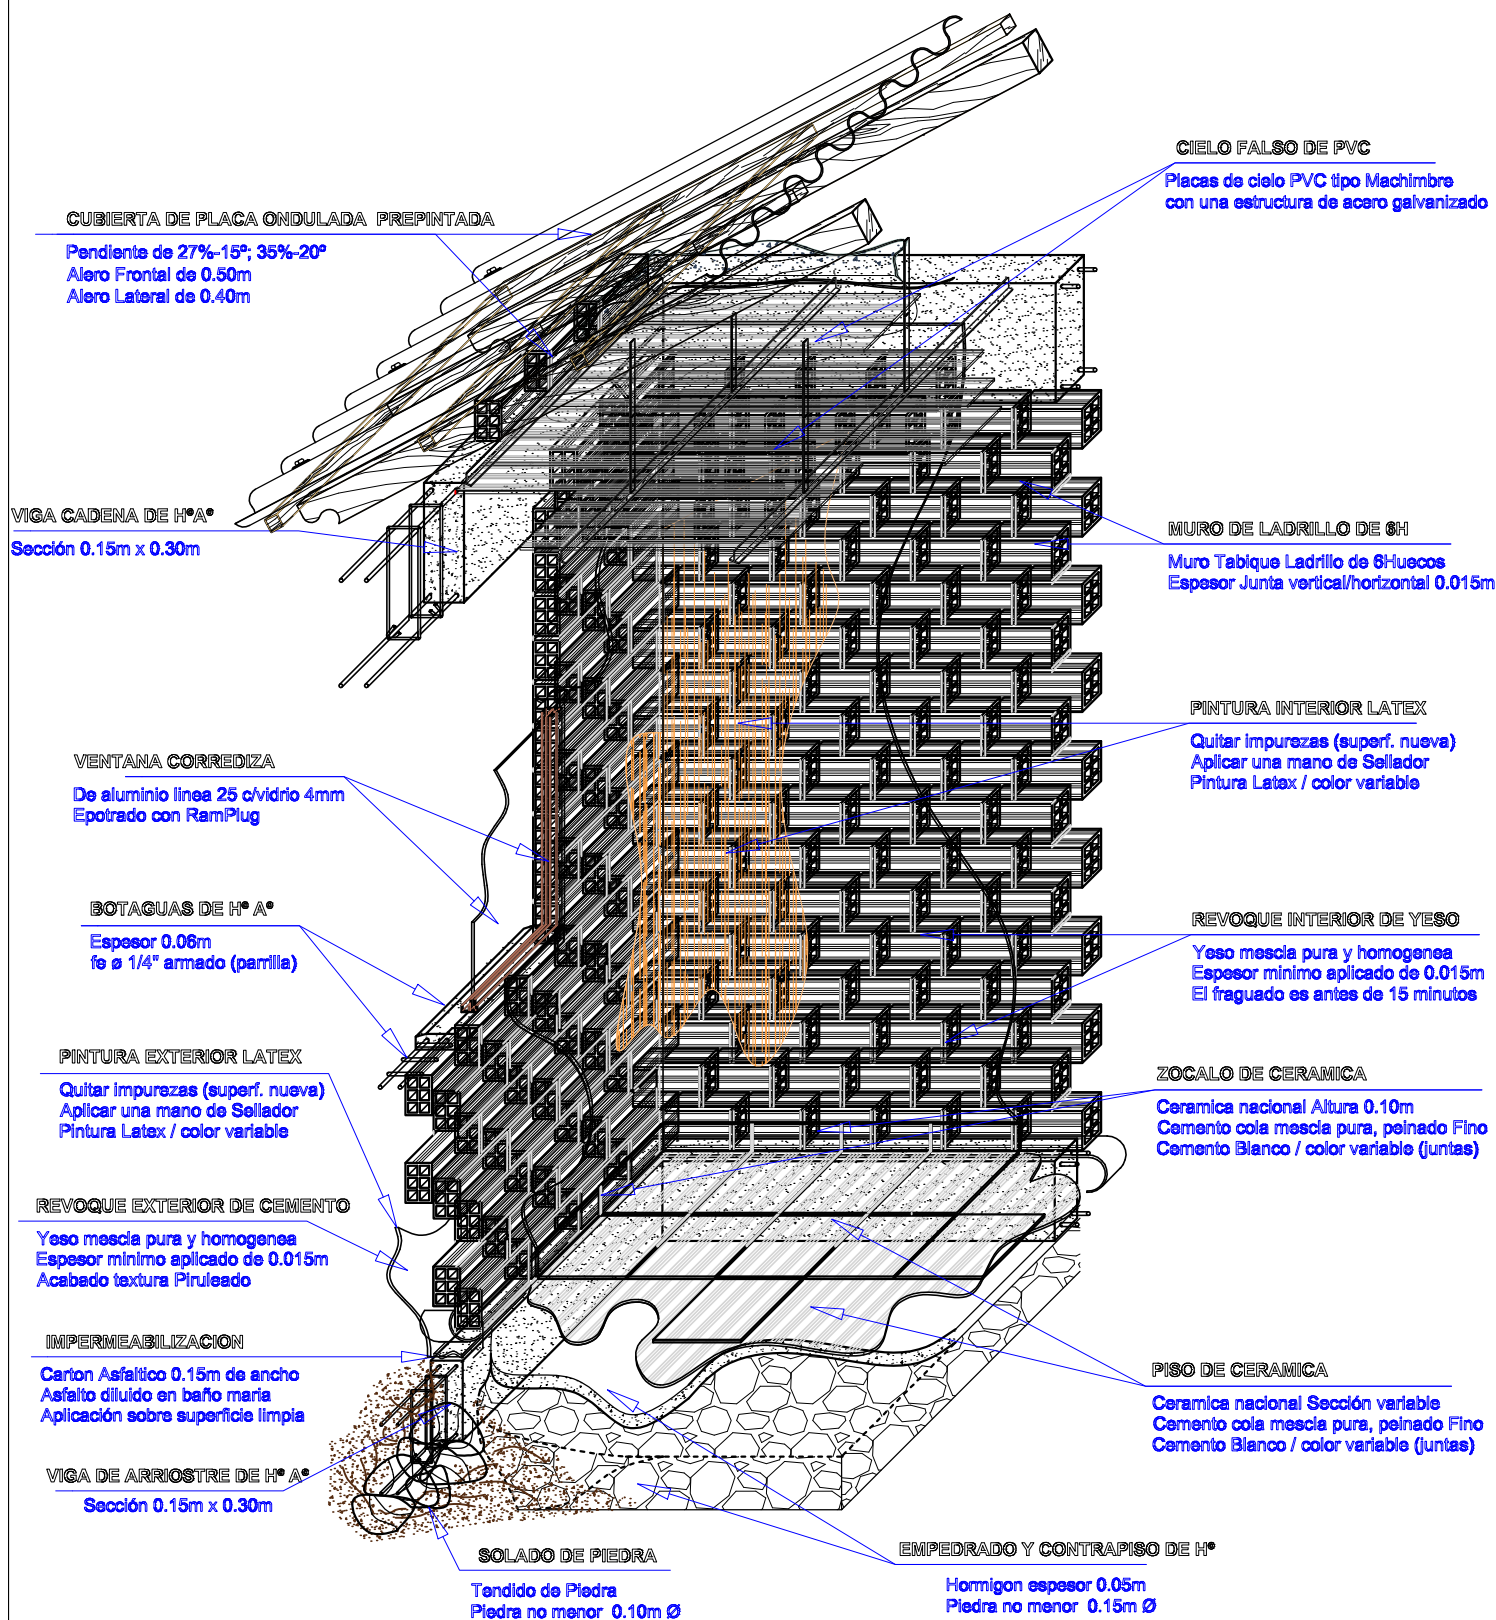 CIELO FALSO DE PVC
Placas de cielo PVC tipo Machimbre
con una estructura de acero galvanizado
CUBIERTA DE PLACA ONDULADA PREPINTADA
Pendiente de 27%-15º; 35%-20º
Alero Frontal de 0.50m
Alero Lateral de 0.40m
VIGA CADENA DE HºAº
Sección 0.15m x 0.30m
MURO DE LADRILLO DE 6H
Muro Tabique Ladrillo de 6Huecos
Espesor Junta vertical/horizontal 0.015m
PINTURA INTERIOR LATEX
Quitar impurezas (superf. nueva)
Aplicar una mano de Sellador
Pintura Latex / color variable
VENTANA CORREDIZA
De aluminio linea 25 c/vidrio 4mm
Epotrado con RamPlug
BOTAGUAS DE Hº Aº
Espesor 0.06m
fe ø 1/4" armado (parrilla)
REVOQUE INTERIOR DE YESO
Yeso mescla pura y homogenea
Espesor minimo aplicado de 0.015m
El fraguado es antes de 15 minutos
PINTURA EXTERIOR LATEX
Quitar impurezas (superf. nueva)
Aplicar una mano de Sellador
Pintura Latex / color variable
ZOCALO DE CERAMICA
Ceramica nacional Altura 0.10m
Cemento cola mescla pura, peinado Fino
Cemento Blanco / color variable (juntas)
REVOQUE EXTERIOR DE CEMENTO
Yeso mescla pura y homogenea
Espesor minimo aplicado de 0.015m
Acabado textura Piruleado
IMPERMEABILIZACION
Carton Asfaltico 0.15m de ancho
Asfalto diluido en baño maria
Aplicación sobre superficie limpia
PISO DE CERAMICA
Ceramica nacional Sección variable
Cemento cola mescla pura, peinado Fino
Cemento Blanco / color variable (juntas)
VIGA DE ARRIOSTRE DE Hº Aº
Sección 0.15m x 0.30m
SOLADO DE PIEDRA
Tendido de Piedra
Piedra no menor 0.10m Ø
EMPEDRADO Y CONTRAPISO DE Hº
Hormigon espesor 0.05m
Piedra no menor 0.15m Ø